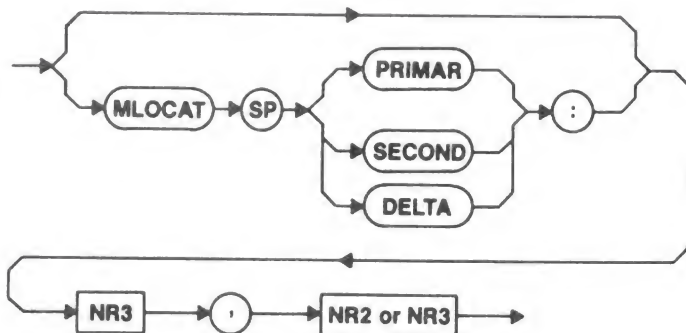 PRIMAR
MLOCAT SP :
SECOND
DELTA
NR3 , NR2 or NR3